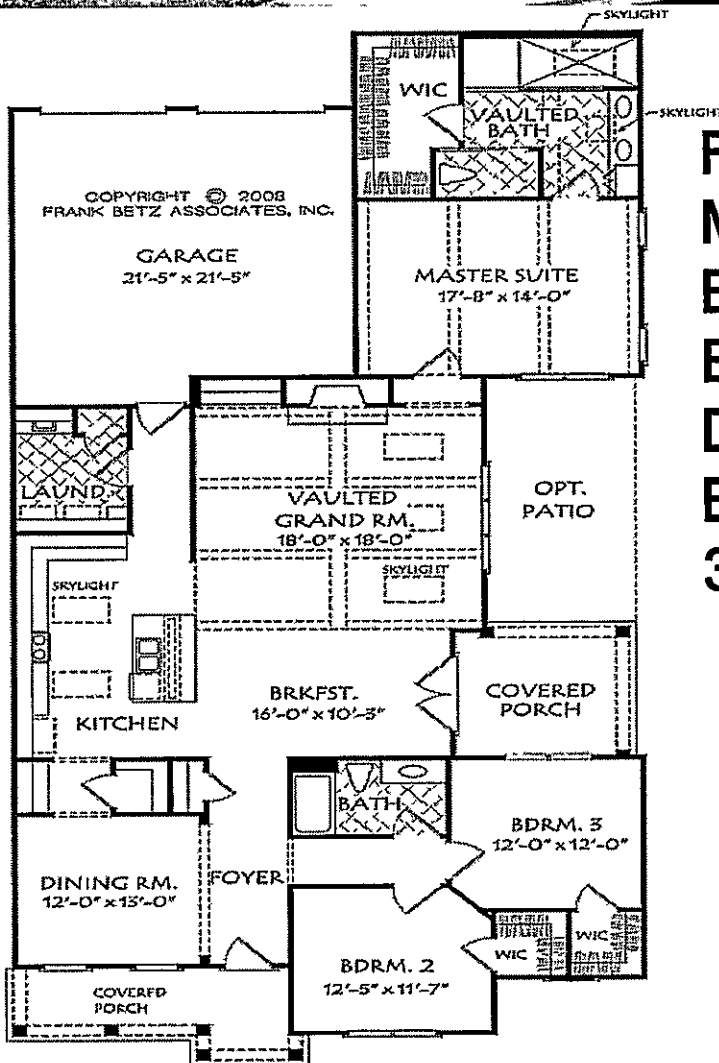 SKYLIGHT
WIC
VAULTED
BATH
SKYLIGHT
COPYRIGHT © 2008
FRANK BETZ ASSOCIATES, INC.
GARAGE
21'-5" x 21'-5"
MASTER SUITE
17'-8" x 14'-0"
LAUND.
VAULTED
GRAND RM.
18'-0" x 18'-0"
SKYLIGHT
OPT.
PATIO
SKYLIGHT
KITCHEN
BRKFST.
16'-0" x 10'-3"
COVERED
PORCH
BATH
BDRM. 3
12'-0" x 12'-0"
DINING RM.
12'-0" x 13'-0"
FOYER
BDRM. 2
12'-5" x 11'-7"
WIC
WIC
COVERED
PORCH